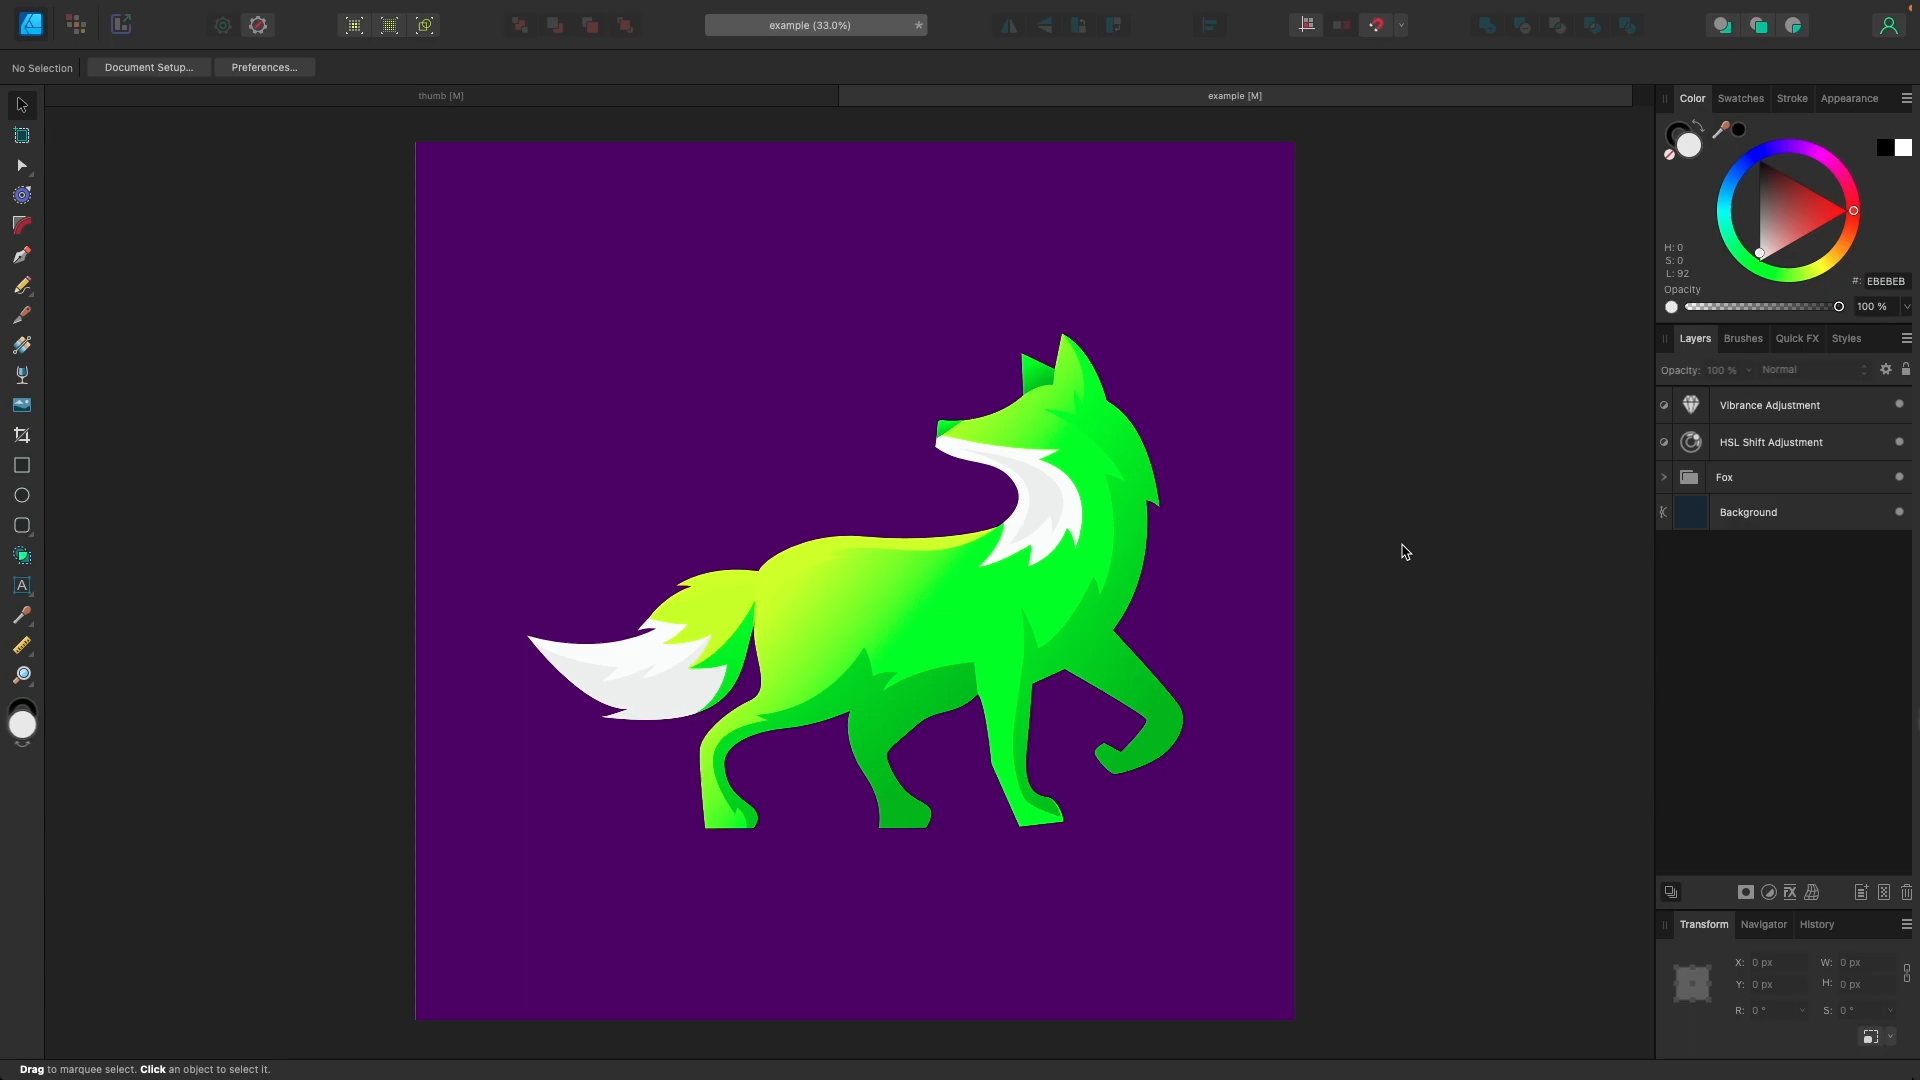 example (33.0%) *
No Selection Document Setup... Preferences...
thumb [M] example [M]
Color Swatches Stroke Appearance
H: 0
S: 0
L: 92
#: EBEBEB
Opacity
100 %
Layers Brushes Quick FX Styles
Opacity: 100 % Normal
Vibrance Adjustment
HSL Shift Adjustment
Fox
Background
A
FX
Transform Navigator History
X: 0 px W: 0 px
Y: 0 px H: 0 px
R: 0 ° S: 0 °
Drag to marquee select. Click an object to select it.